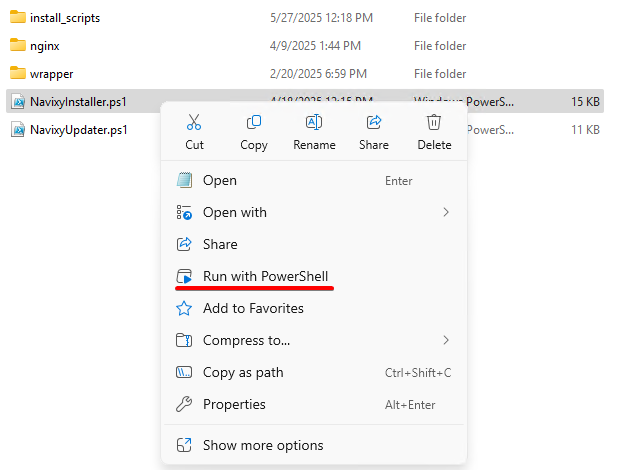 install_scripts 5/27/2025 12:18 PM File folder
nginx 4/9/2025 1:44 PM File folder
wrapper 2/20/2025 6:59 PM File folder
NavixyInstaller.ps1 4/18/2025 12:15 PM Windows PowerS... 15 KB
NavixyUpdater.ps1 PowerS... 11 KB
Cut Copy Rename Share Delete
Open Enter
Open with
Share
Run with PowerShell
Add to Favorites
Compress to...
Copy as path Ctrl+Shift+C
Properties Alt+Enter
Show more options